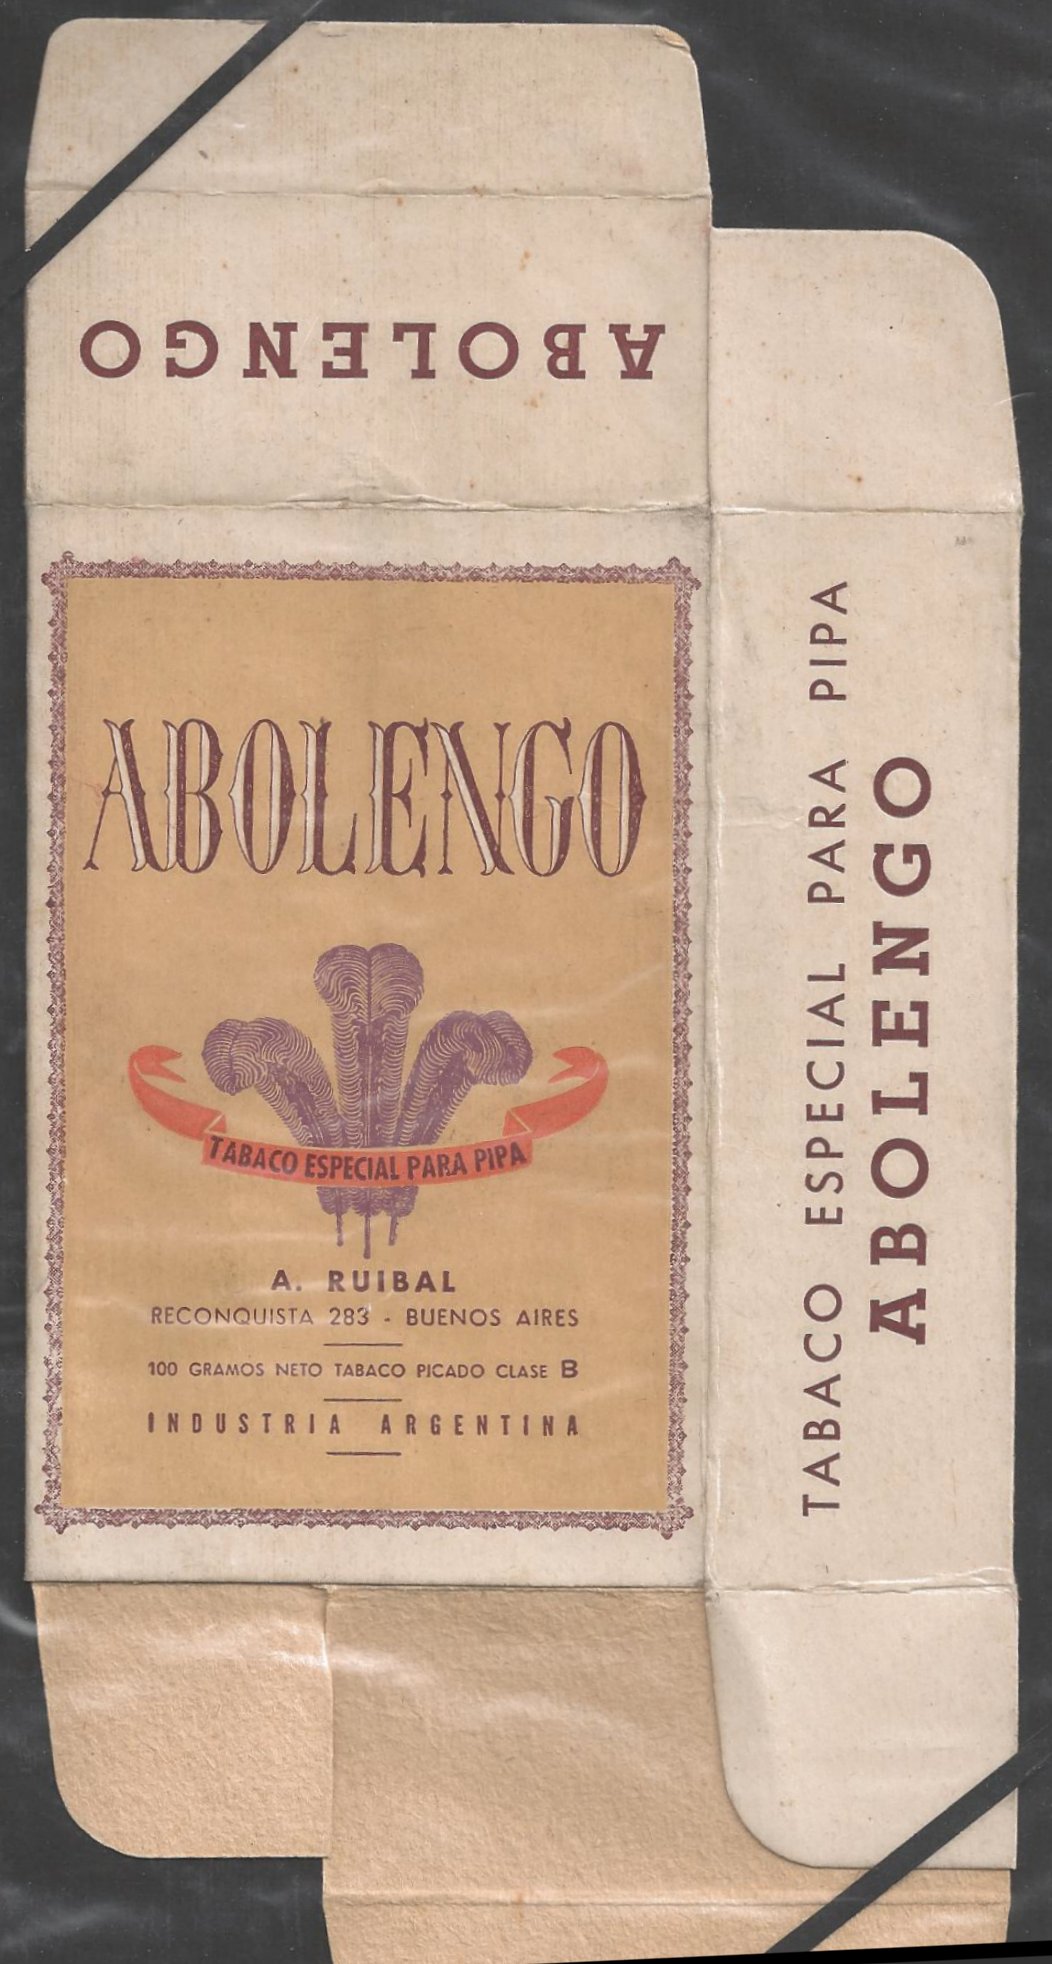 ABOLENGO
ABOLENGO
TABACO ESPECIAL PARA PIPA
A. RUIBAL
RECONQUISTA 283 - BUENOS AIRES
100 GRAMOS NETO TABACO PICADO CLASE B
INDUSTRIA ARGENTINA
TABACO ESPECIAL PARA PIPA
ABOLENGO